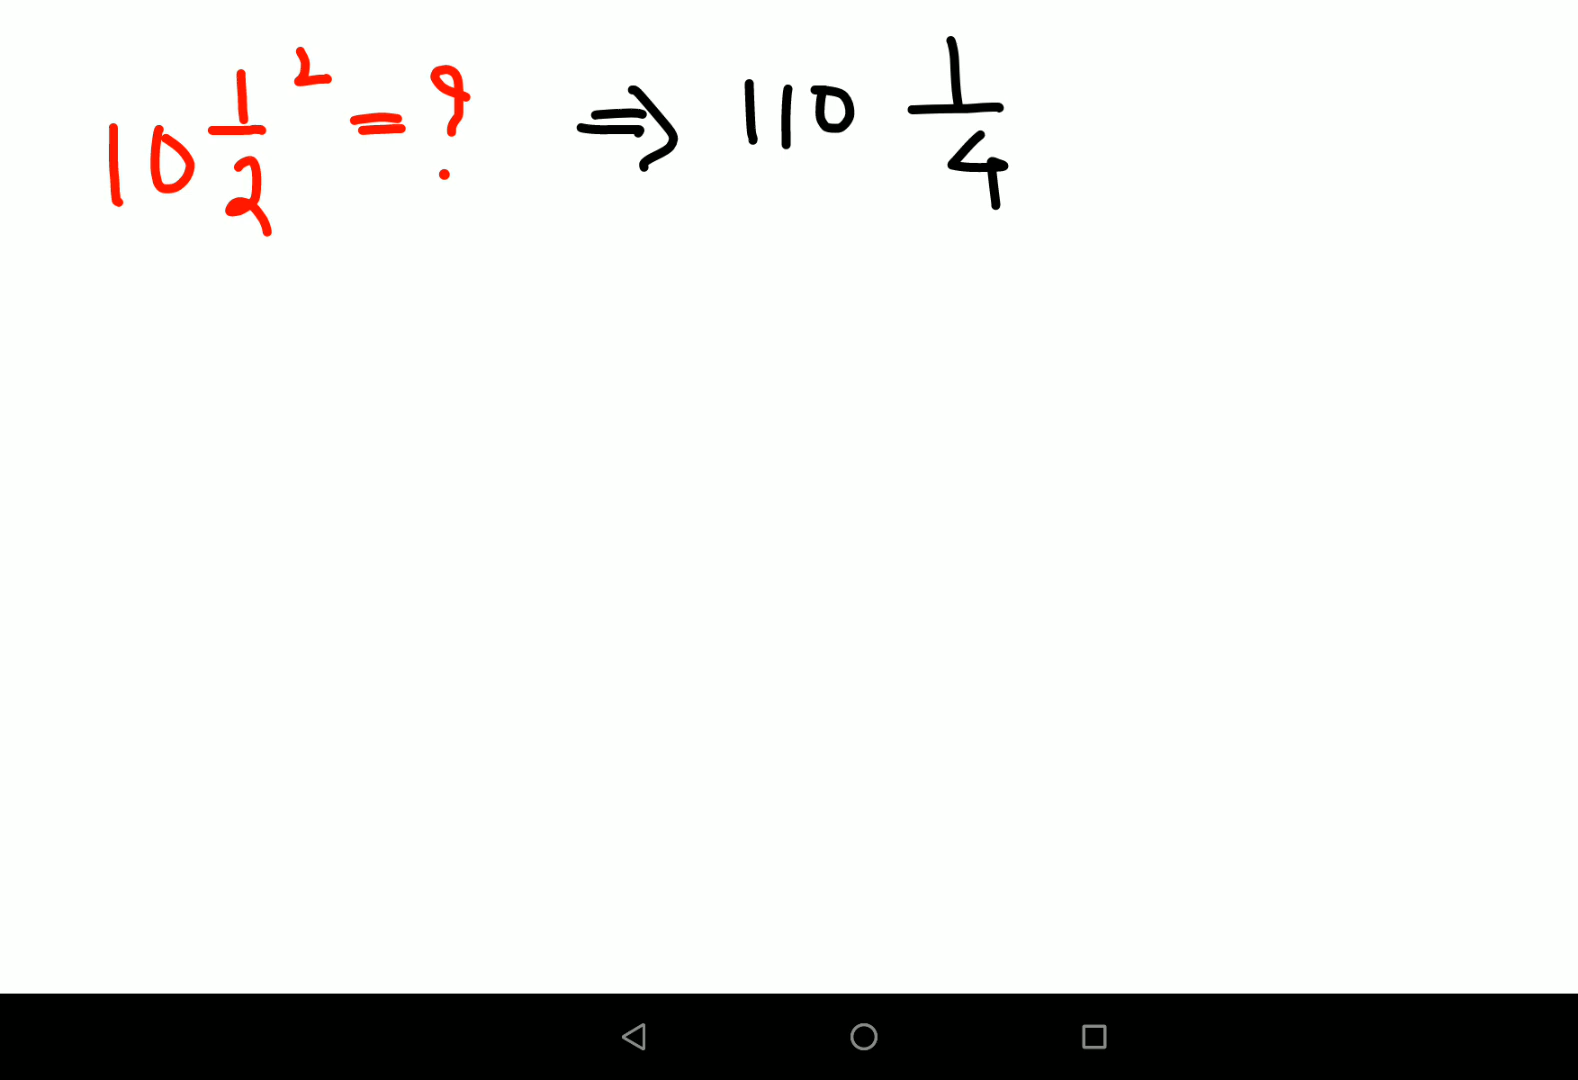 10 1/2 ² = ? ⇒ 110 1/4